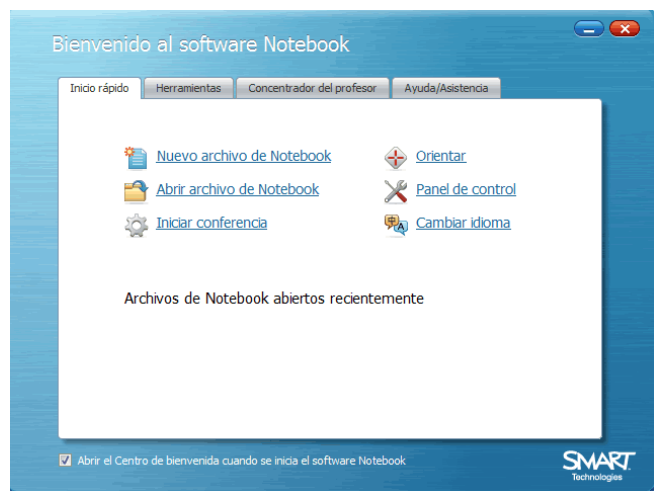 Bienvenido al software Notebook
Inicio rápido
Herramientas
Concentrador del profesor
Ayuda/Asistencia
Nuevo archivo de Notebook
Orientar
Abrir archivo de Notebook
Panel de control
Iniciar conferencia
Cambiar idioma
Archivos de Notebook abiertos recientemente
Abrir el Centro de bienvenida cuando se inicia el software Notebook
SMART
Technologies